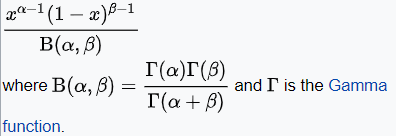 x^{α−1}(1 − x)^{β−1}
B(α, β)
where B(α, β) = Γ(α)Γ(β) / Γ(α + β) and Γ is the Gamma
function.